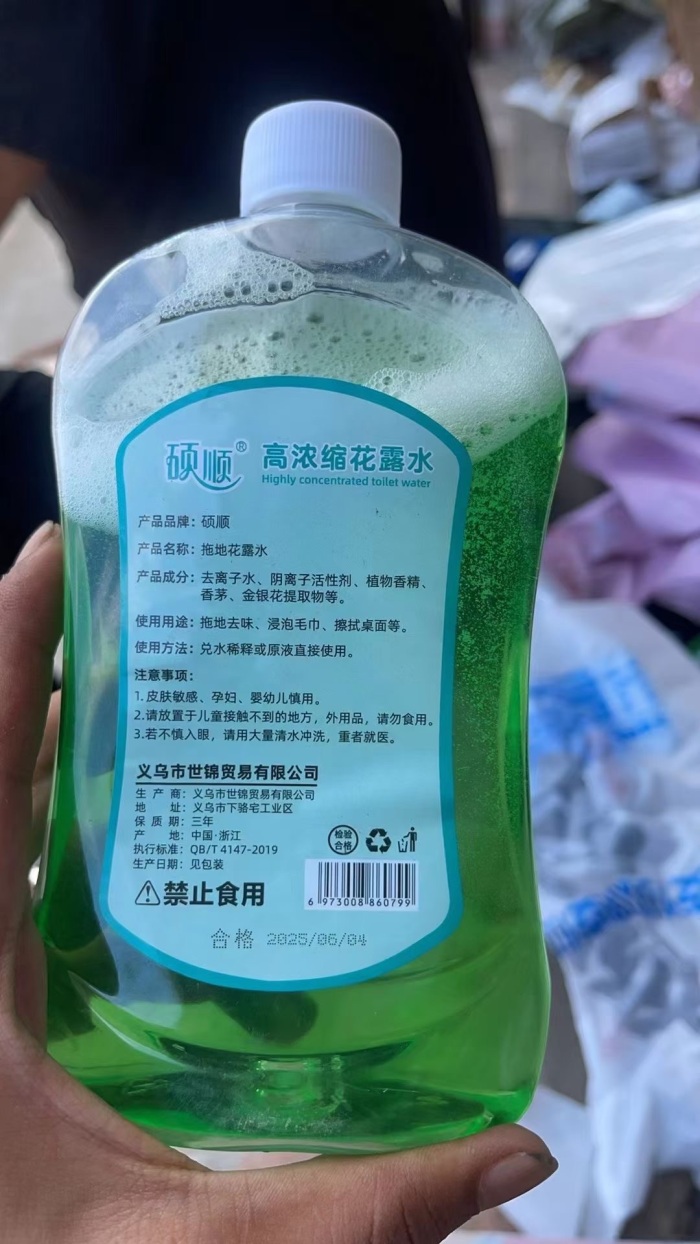 硕顺® 高浓缩花露水
Highly concentrated toilet water
产品品牌：硕顺
产品名称：拖地花露水
产品成分：去离子水、阴离子活性剂、植物香精、
香茅、金银花提取物等。
使用用途：拖地去味、浸泡毛巾、擦拭桌面等。
使用方法：兑水稀释或原液直接使用。
注意事项：
1.皮肤敏感、孕妇、婴幼儿慎用。
2.请放置于儿童接触不到的地方，外用品，请勿食用。
3.若不慎入眼，请用大量清水冲洗，重者就医。
义乌市世锦贸易有限公司
生产商：义乌市世锦贸易有限公司
地址：义乌市下骆宅工业区
保质期：三年
产地：中国·浙江
执行标准：QB/T 4147-2019
生产日期：见包装
检验合格
禁止食用
6 973008 860799
合格 2025/06/04